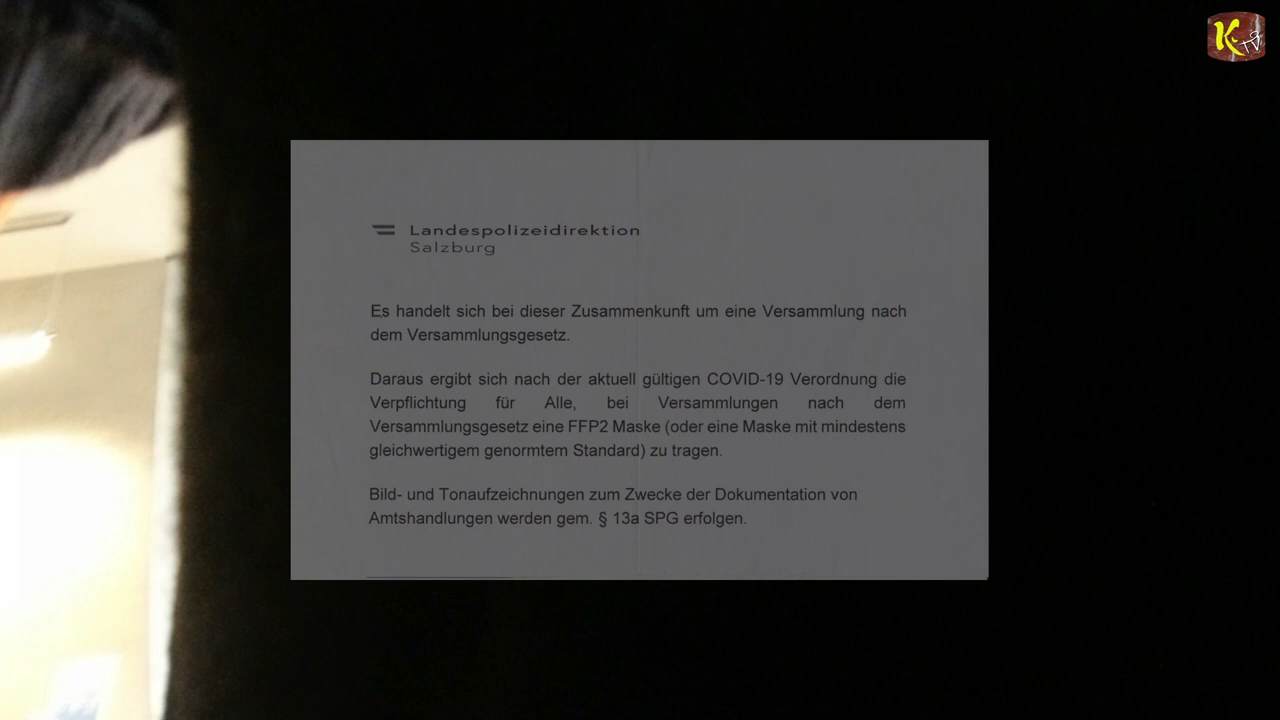 K
TV
Landespolizeidirektion
Salzburg
Es handelt sich bei dieser Zusammenkunft um eine Versammlung nach
dem Versammlungsgesetz.
Daraus ergibt sich nach der aktuell gültigen COVID-19 Verordnung die
Verpflichtung für Alle, bei Versammlungen nach dem
Versammlungsgesetz eine FFP2 Maske (oder eine Maske mit mindestens
gleichwertigem genormtem Standard) zu tragen.
Bild- und Tonaufzeichnungen zum Zwecke der Dokumentation von
Amtshandlungen werden gem. § 13a SPG erfolgen.